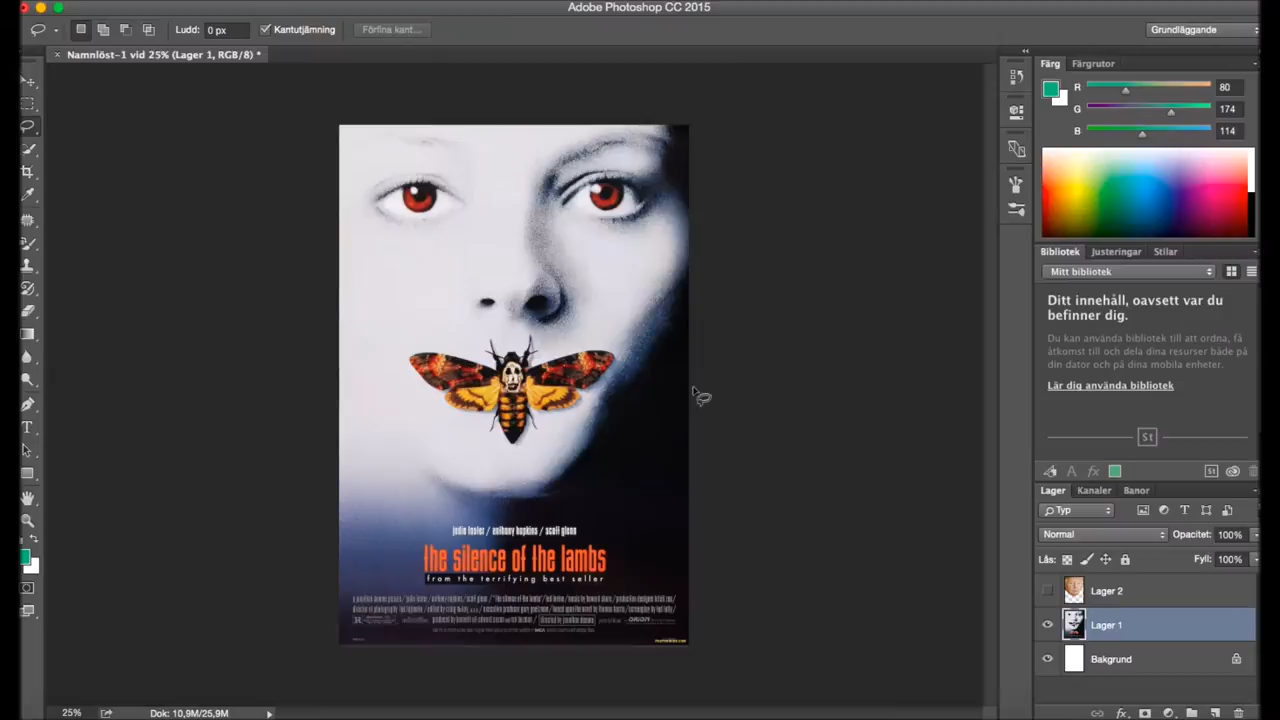 Adobe Photoshop CC 2015
Ludd: 0 px
Kantutjämning
Förfina kant...
Grundläggande
× Namnlöst-1 vid 25% (Lager 1, RGB/8) *
Färg Färgrutor
R 80
G 174
B 114
Bibliotek Justeringar Stilar
Mitt bibliotek
Ditt innehåll, oavsett var du
befinner dig.
Du kan använda bibliotek till att ordna, få
åtkomst till och dela dina resurser både på
din dator och på dina mobila enheter.
Lär dig använda bibliotek
St
Lager Kanaler Banor
Typ
Normal Opacitet: 100%
Lås: Fyll: 100%
Lager 2
Lager 1
Bakgrund
jodie foster / anthony hopkins / scott glenn
the silence of the lambs
from the terrifying best seller
directed by jonathan demme
ORION
25% Dok: 10,9M/25,9M